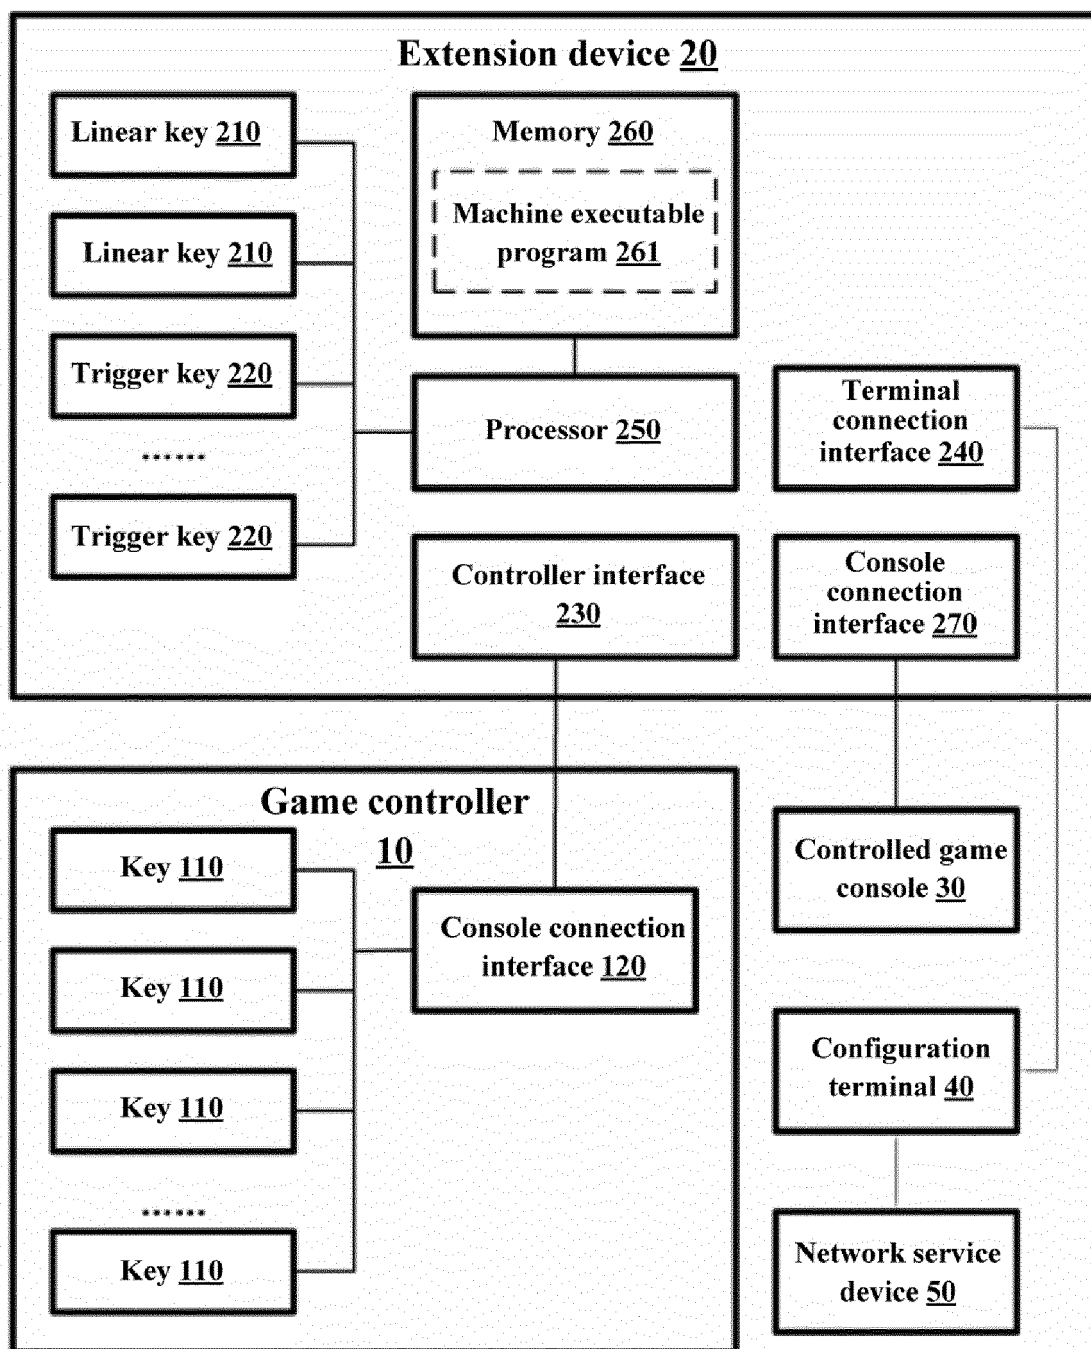 Extension device 20
Linear key 210
Linear key 210
Trigger key 220
......
Trigger key 220
Memory 260
Machine executable
program 261
Processor 250
Controller interface
230
Terminal
connection
interface 240
Console
connection
interface 270
Game controller
10
Key 110
Key 110
Key 110
......
Key 110
Console connection
interface 120
Controlled game
console 30
Configuration
terminal 40
Network service
device 50